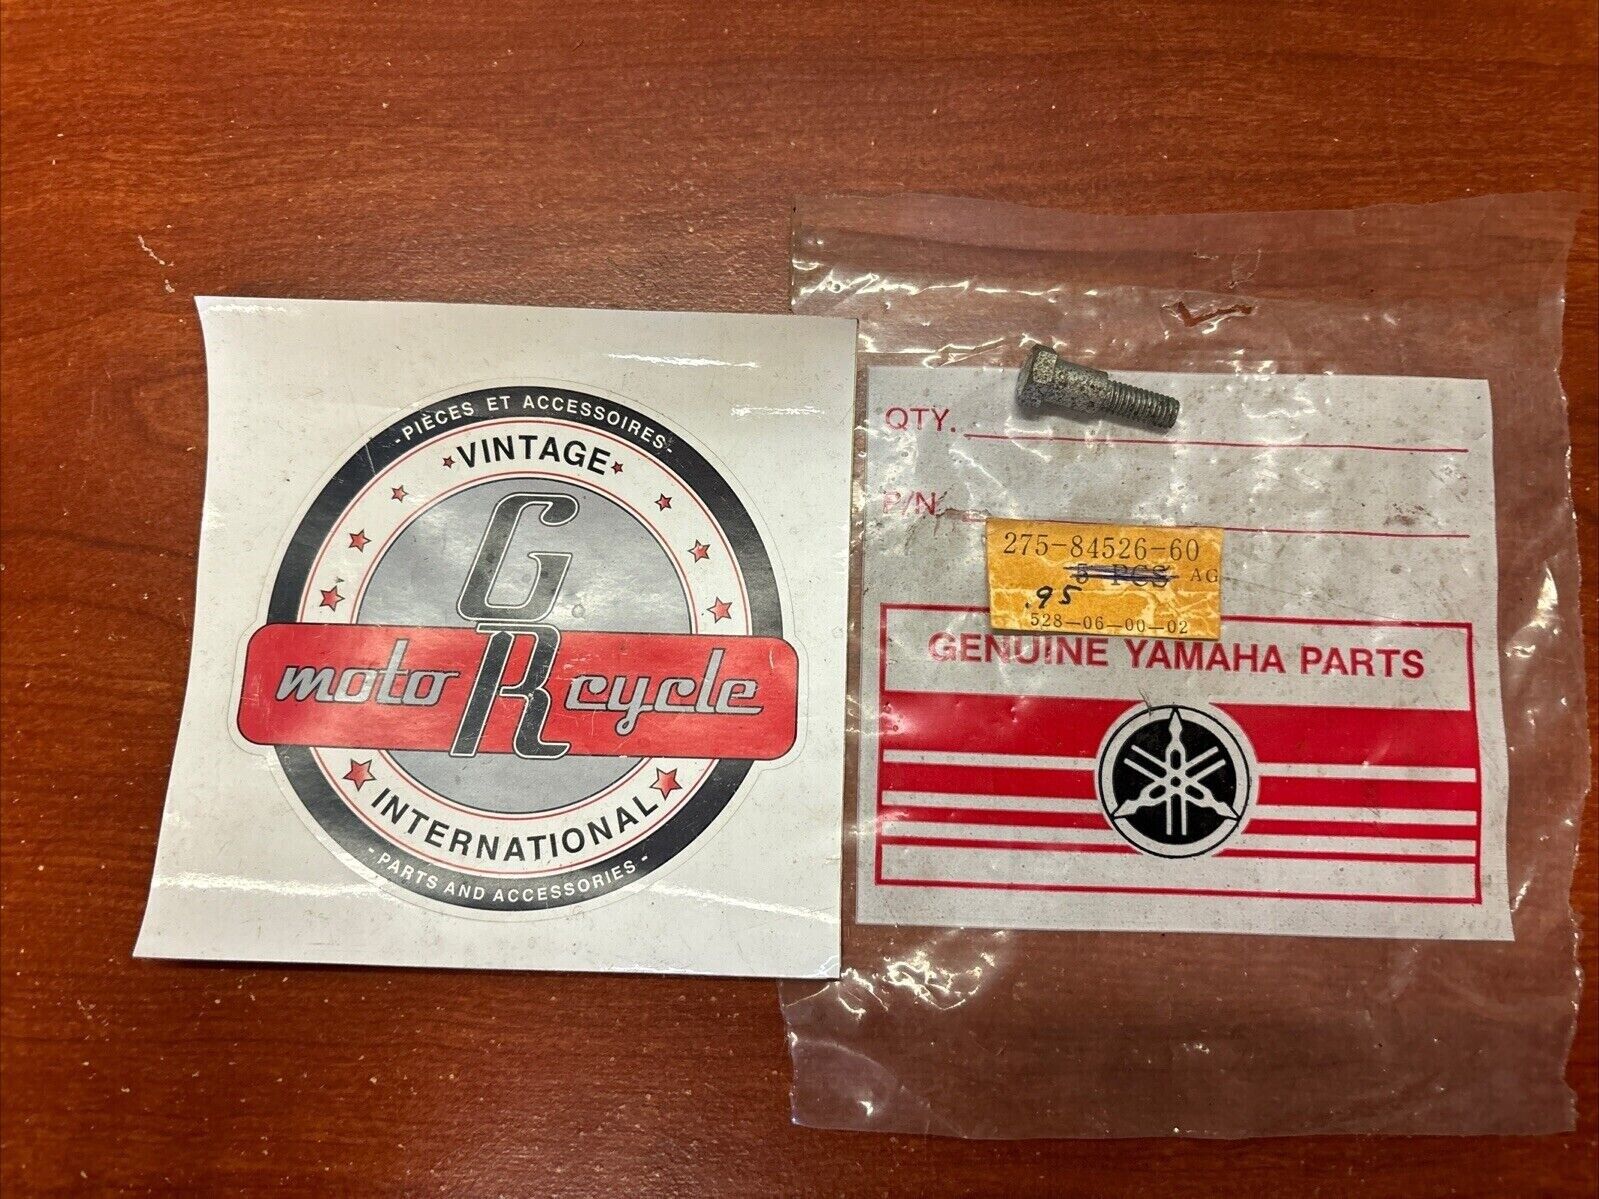 -PIÈCES ET ACCESSOIRES-
VINTAGE
GR
moto cycle
INTERNATIONAL
-PARTS AND ACCESSORIES-
QTY.
P/N
275-84526-60
5 PCS AG
.95
528-06-00-02
GENUINE YAMAHA PARTS